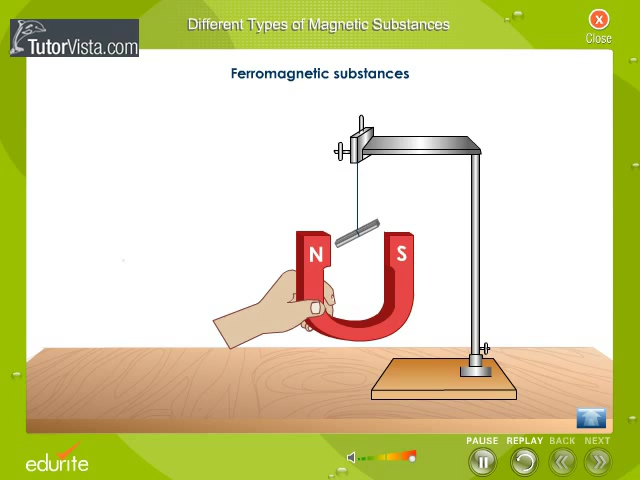 Different Types of Magnetic Substances
Close
TutorVista.com
Ferromagnetic substances
N
S
PAUSE REPLAY BACK NEXT
edurite